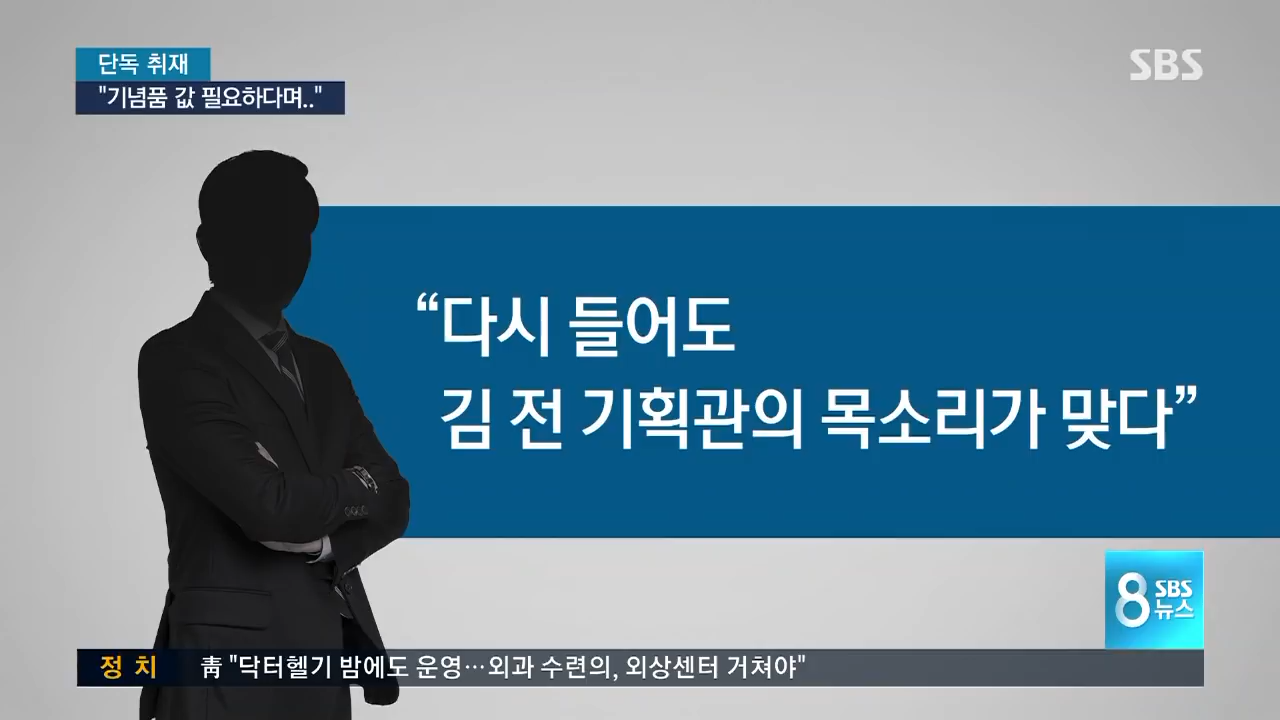 단독 취재
"기념품 값 필요하다며.."
SBS
“다시 들어도
김 전 기획관의 목소리가 맞다”
8 SBS 뉴스
정 치 靑 "닥터헬기 밤에도 운영…외과 수련의, 외상센터 거쳐야"